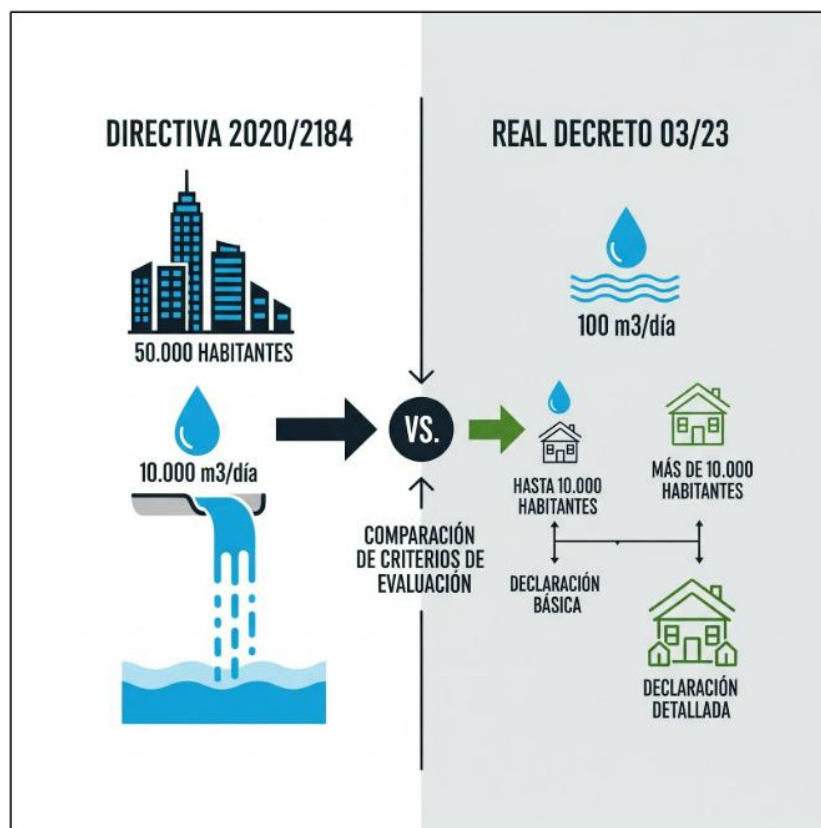 DIRECTIVA 2020/2184
50.000 HABITANTES
10.000 m3/día
VS.
COMPARACIÓN
DE CRITERIOS DE
EVALUACIÓN
REAL DECRETO 03/23
100 m3/día
HASTA 10.000
HABITANTES
MÁS DE 10.000
HABITANTES
DECLARACIÓN
BÁSICA
DECLARACIÓN
DETALLADA